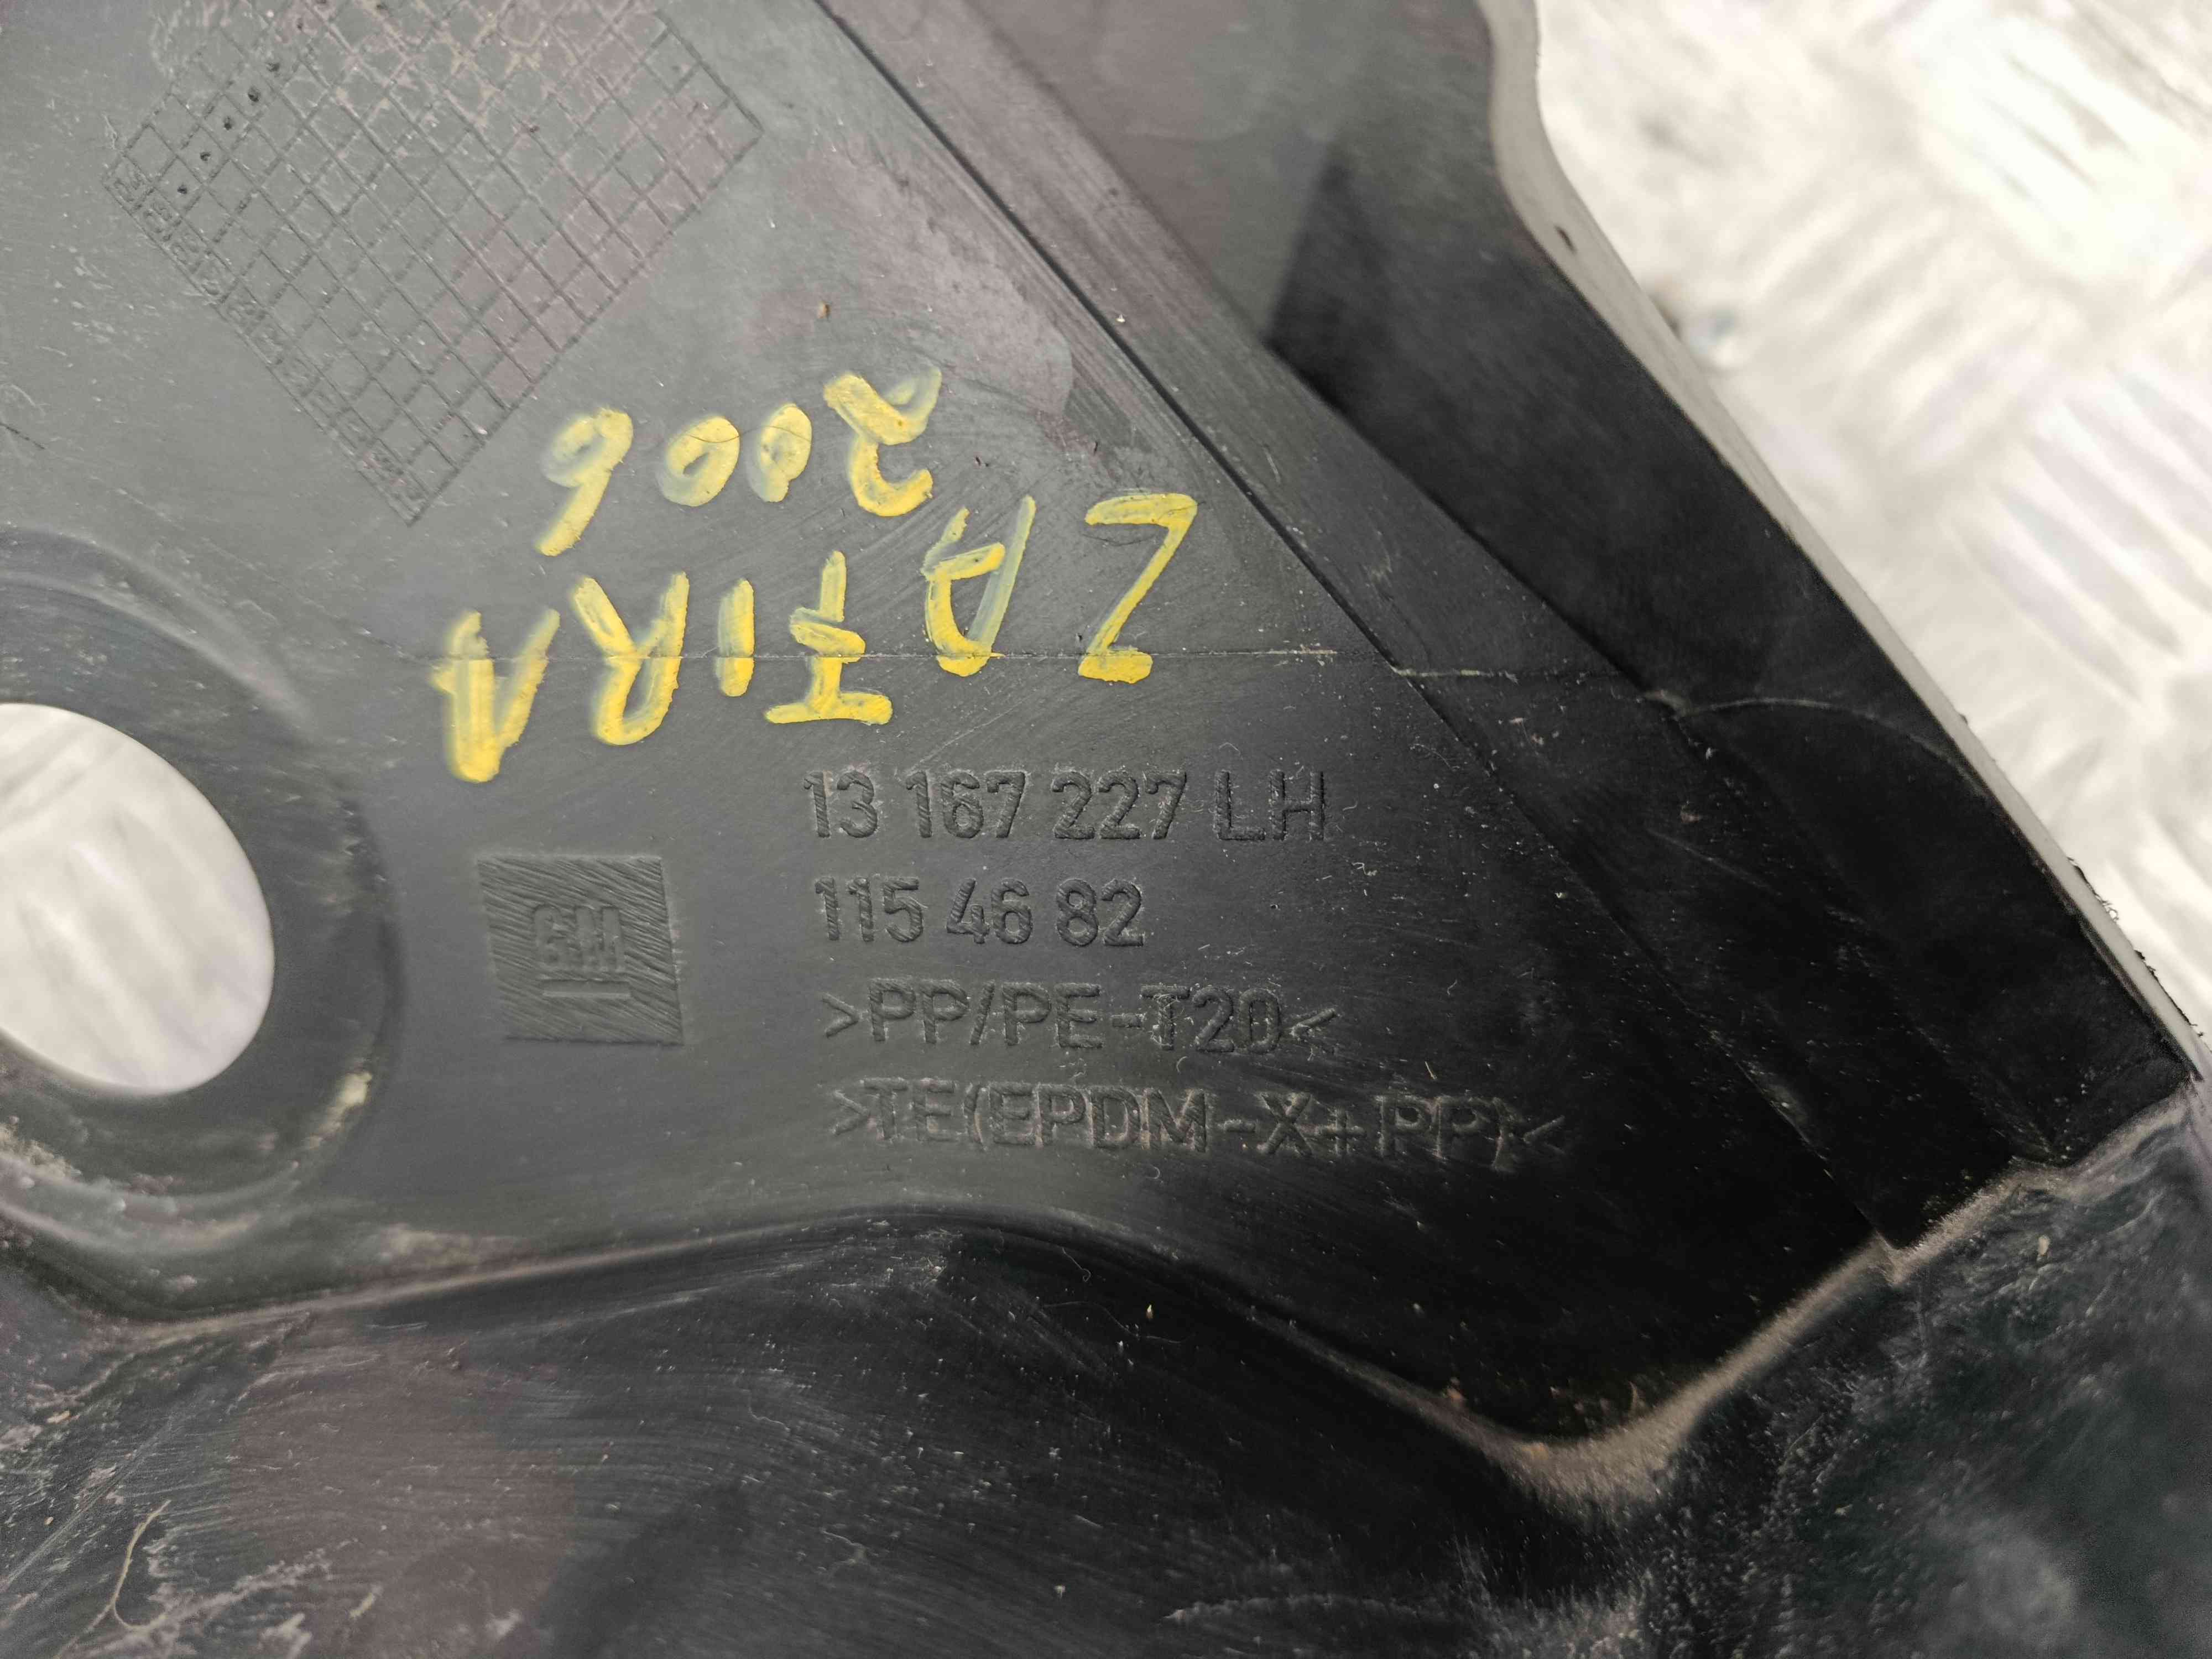 ZAFIRA
2006
13 167 227 LH
115 46 82
>PP/PE-T20<
>TE(EPDM-X+PP)<
GM